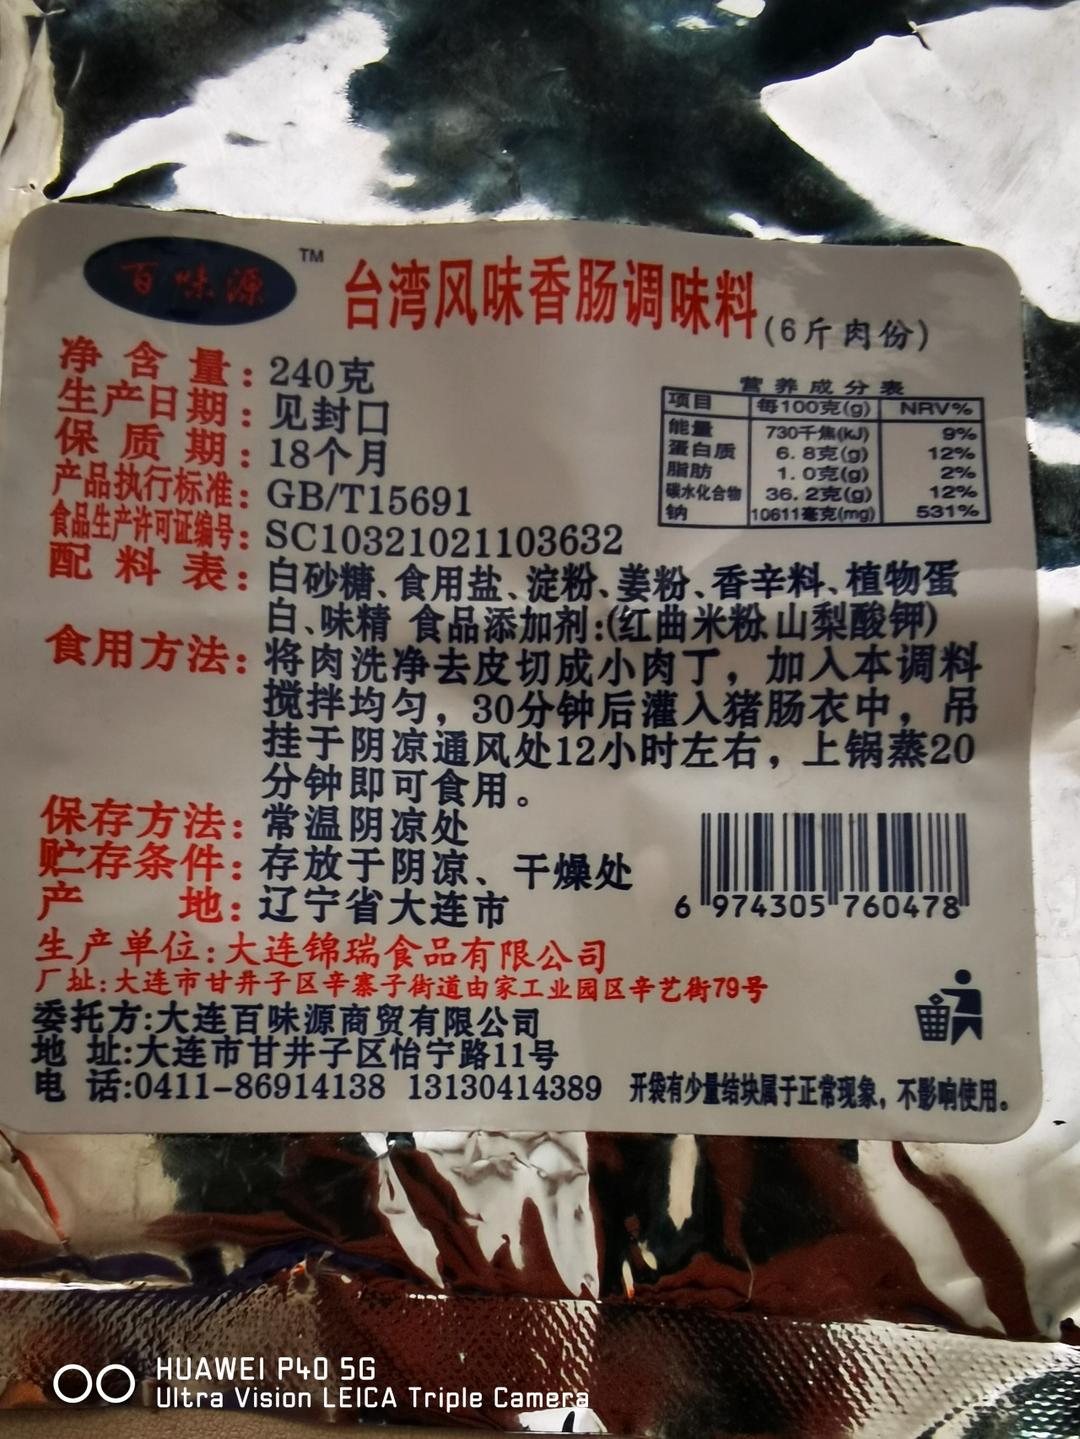 百味源 TM
台湾风味香肠调味料(6斤肉份)
净含量:240克
生产日期:见封口
保质期:18个月
产品执行标准:GB/T15691
食品生产许可证编号:SC10321021103632
营养成分表
项目 每100克(g) NRV%
能量 730千焦(kJ) 9%
蛋白质 6.8克(g) 12%
脂肪 1.0克(g) 2%
碳水化合物 36.2克(g) 12%
钠 10611毫克(mg) 531%
配料表:白砂糖、食用盐、淀粉、姜粉、香辛料、植物蛋
白、味精 食品添加剂:(红曲米粉、山梨酸钾)
食用方法:将肉洗净去皮切成小肉丁，加入本调料
搅拌均匀，30分钟后灌入猪肠衣中，吊
挂于阴凉通风处12小时左右，上锅蒸20
分钟即可食用。
保存方法:常温阴凉处
贮存条件:存放于阴凉、干燥处
产地:辽宁省大连市
6 974305 760478
生产单位:大连锦瑞食品有限公司
厂址:大连市甘井子区辛寨子街道由家工业园区辛艺街79号
委托方:大连百味源商贸有限公司
地 址:大连市甘井子区怡宁路11号
电 话:0411-86914138 13130414389
开袋有少量结块属于正常现象，不影响使用。
HUAWEI P40 5G
Ultra Vision LEICA Triple Camera